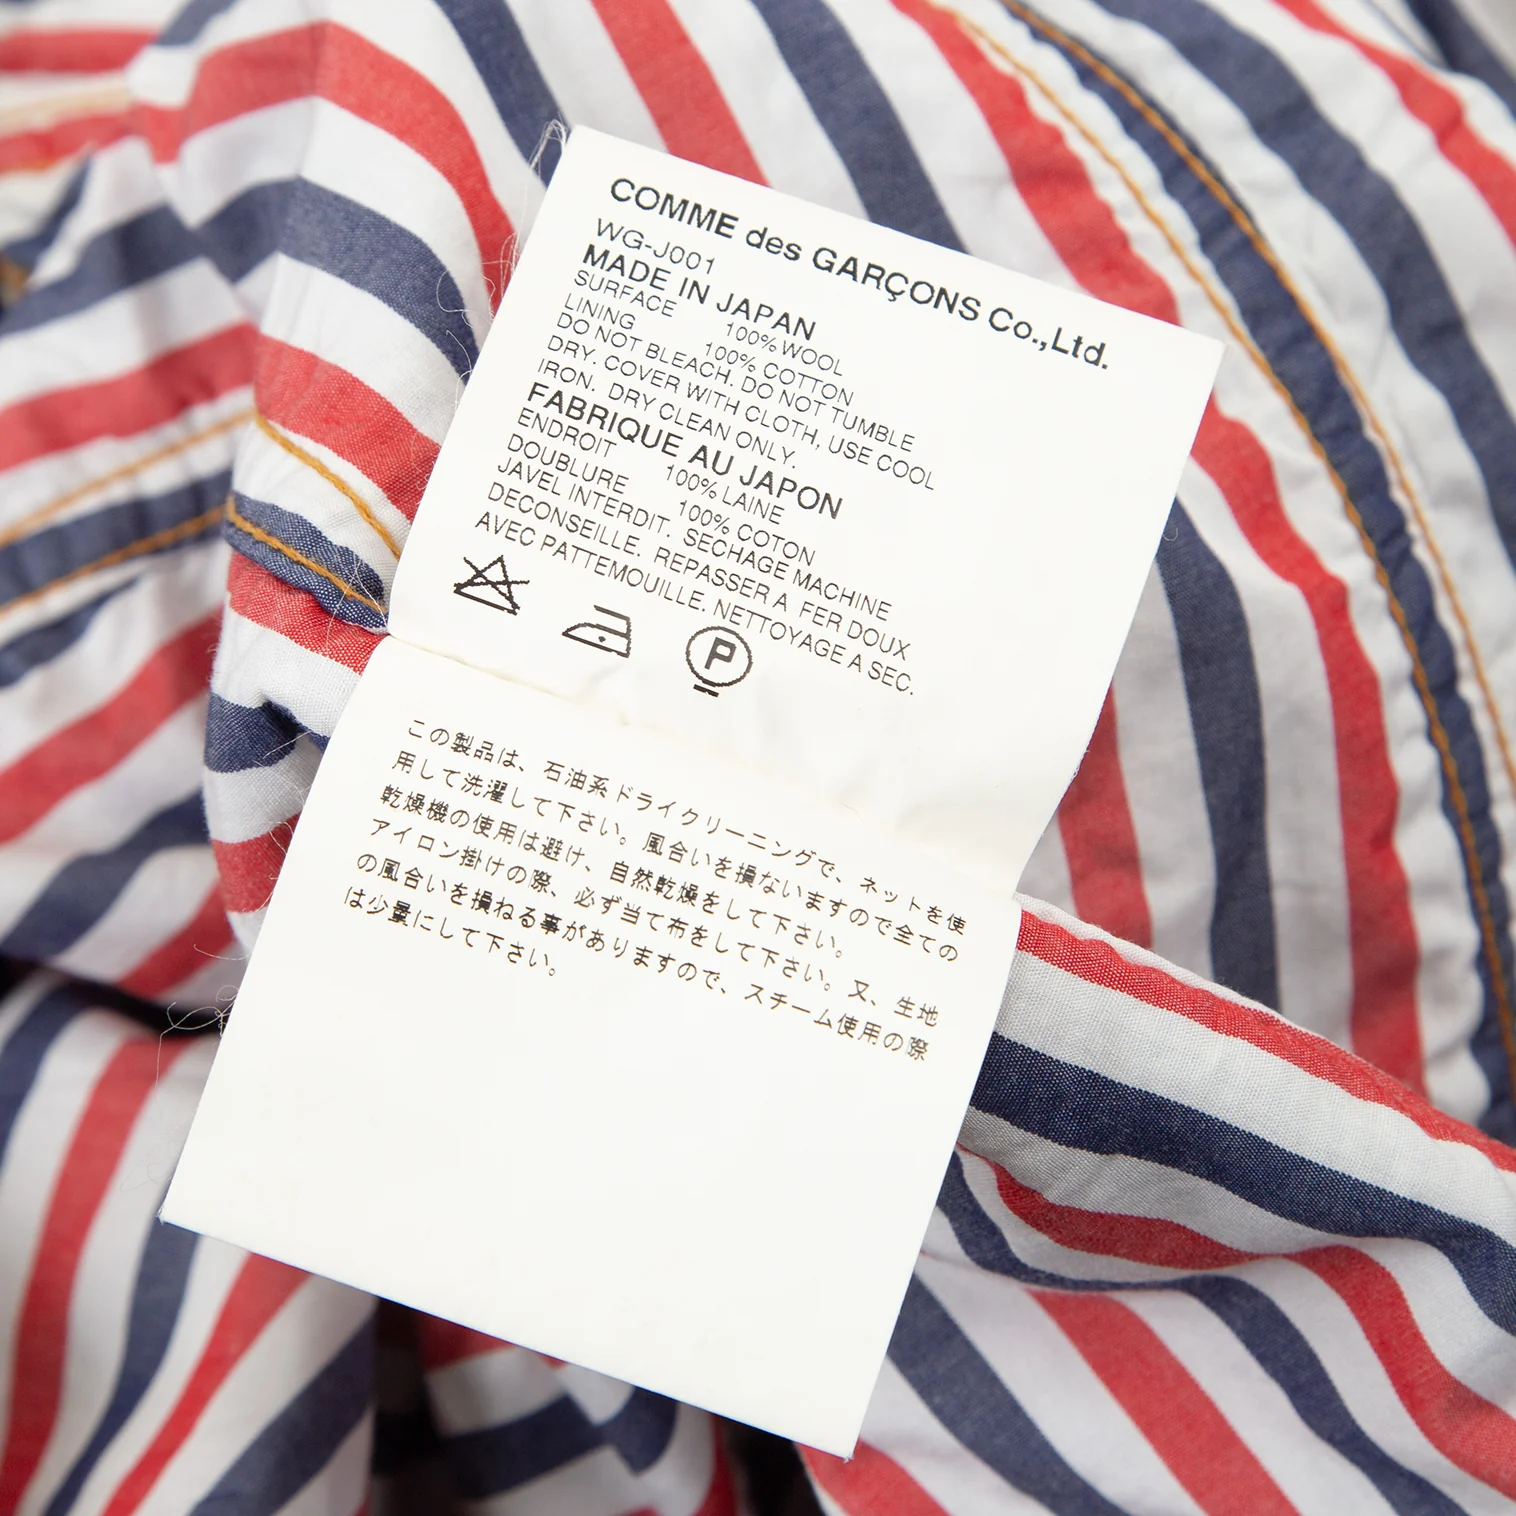 COMME des GARÇONS Co.,Ltd.
WG-J001
MADE IN JAPAN
SURFACE 100% WOOL
LINING 100% COTTON
DO NOT BLEACH. DO NOT TUMBLE
DRY. COVER WITH CLOTH, USE COOL
IRON. DRY CLEAN ONLY.
FABRIQUE AU JAPON
ENDROIT 100% LAINE
DOUBLURE 100% COTON
JAVEL INTERDIT. SECHAGE MACHINE
DECONSEILLE. REPASSER A FER DOUX
AVEC PATTEMOUILLE. NETTOYAGE A SEC.
P
この製品は、石油系ドライクリーニングで、ネットを使
用して洗濯して下さい。風合いを損ないますので全ての
乾燥機の使用は避け、自然乾燥をして下さい。
アイロン掛けの際、必ず当て布をして下さい。又、生地
の風合いを損ねる事がありますので、スチーム使用の際
は少量にして下さい。